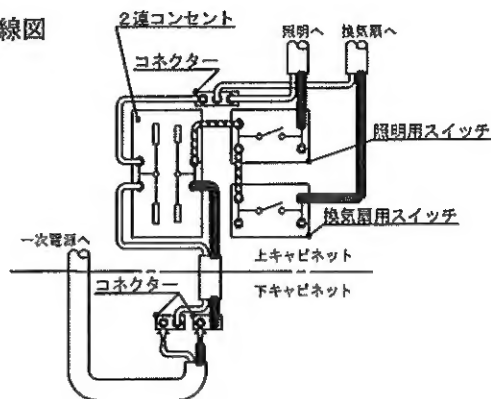 線図
2連コンセント
照明へ
換気扇へ
コネクター
照明用スイッチ
換気扇用スイッチ
一次電源へ
上キャビネット
下キャビネット
コネクター